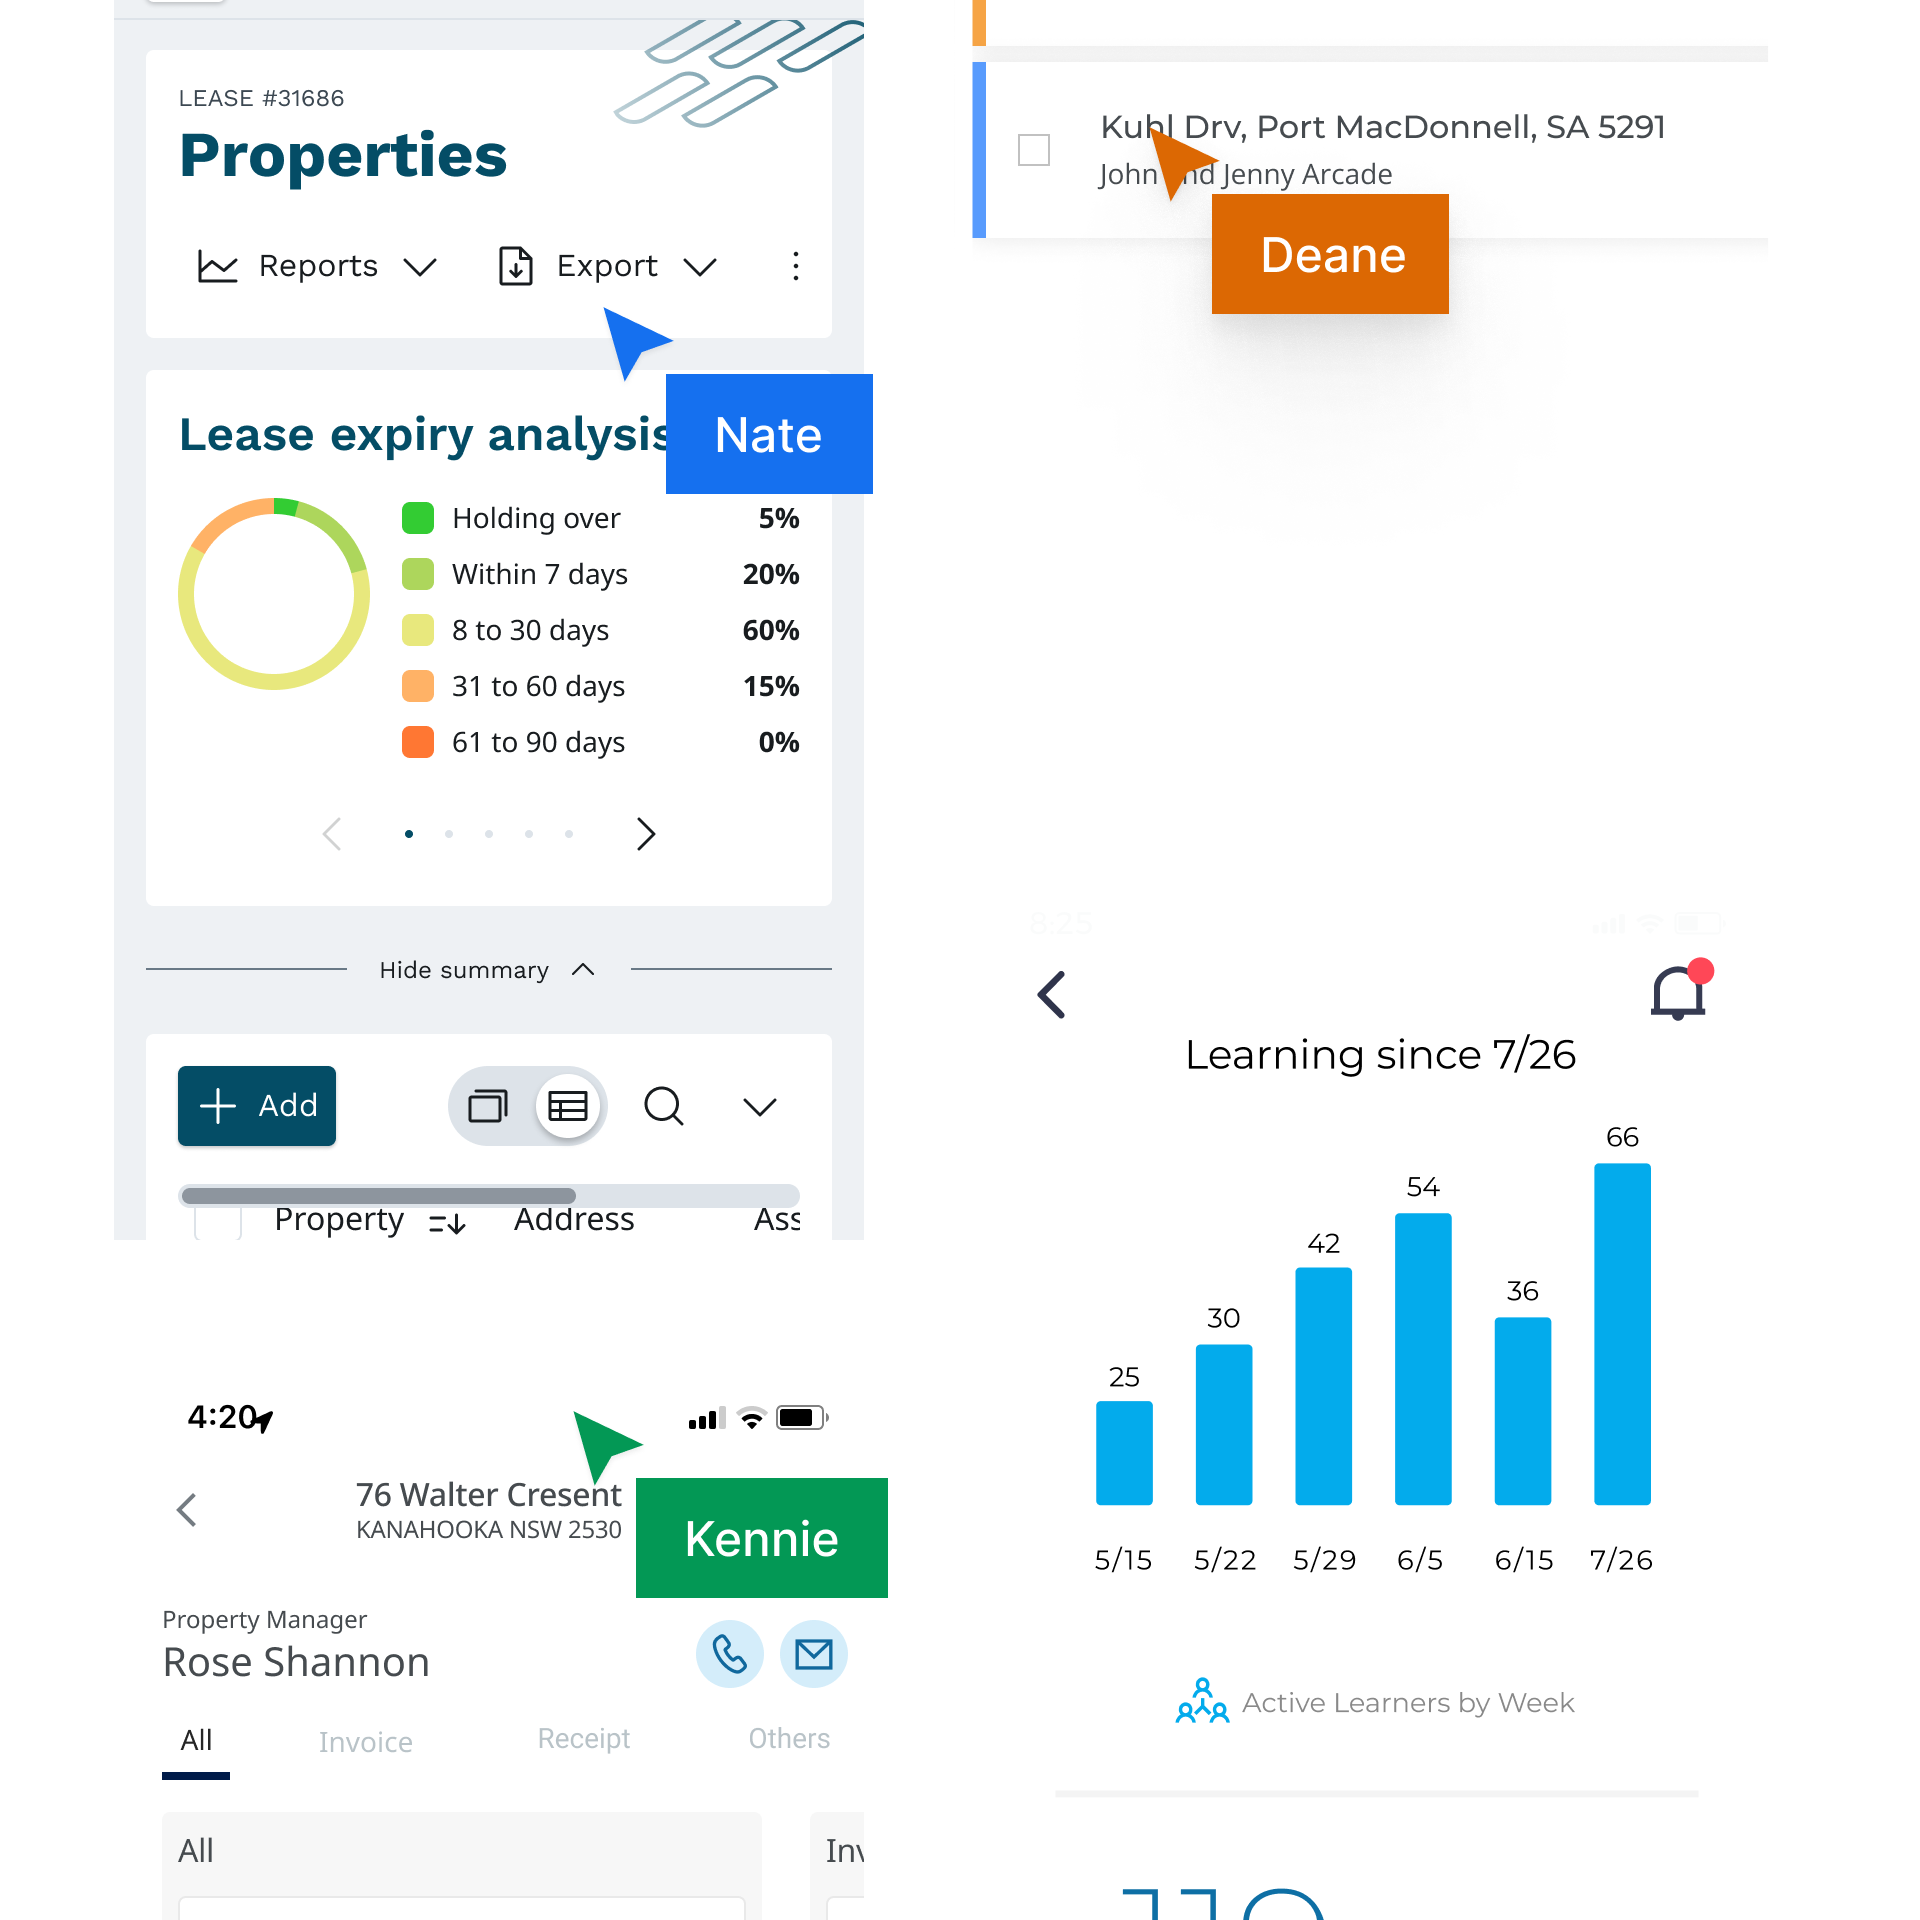 LEASE #31686
Properties
Reports
Export
Nate
Lease expiry analysis
Holding over 5%
Within 7 days 20%
8 to 30 days 60%
31 to 60 days 15%
61 to 90 days 0%
Hide summary
Add
Property Address Ass
4:20
76 Walter Cresent
KANAHOOKA NSW 2530
Kennie
Property Manager
Rose Shannon
All Invoice Receipt Others
All Inv
Kuhl Drv, Port MacDonnell, SA 5291
John and Jenny Arcade
Deane
8:25
Learning since 7/26
66
54
42
36
30
25
5/15 5/22 5/29 6/5 6/15 7/26
Active Learners by Week